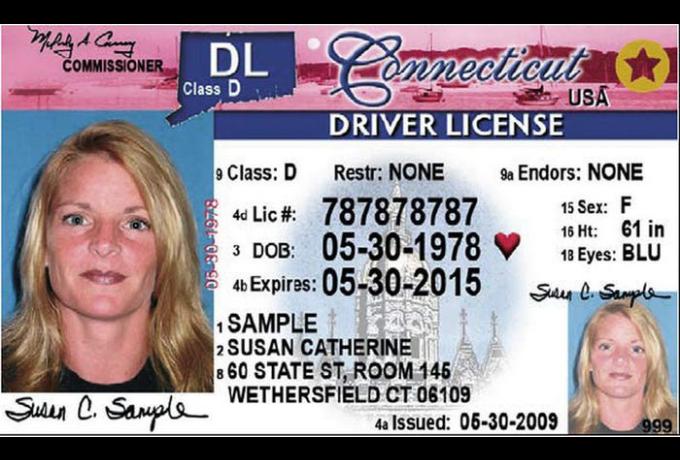 COMMISSIONER
DL
Class D
Connecticut
USA
DRIVER LICENSE
9 Class: D Restr: NONE 9a Endors: NONE
4d Lic #: 787878787 15 Sex: F
3 DOB: 05-30-1978 16 Ht: 61 in
18 Eyes: BLU
4b Expires: 05-30-2015
05-30-1978
Susan C. Sample
1 SAMPLE
2 SUSAN CATHERINE
8 60 STATE ST, ROOM 145
WETHERSFIELD CT 06109
Susan C. Sample
4a Issued: 05-30-2009
999